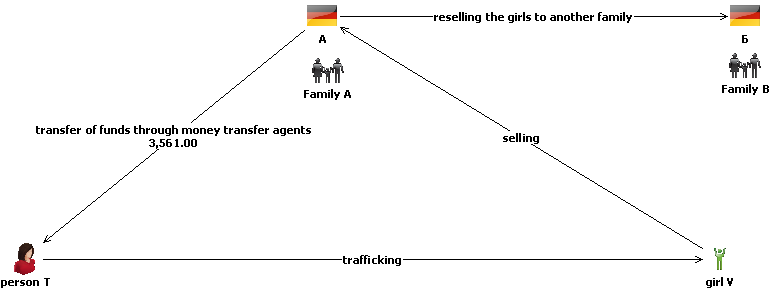 reselling the girls to another family
А
Б
Family A
Family B
transfer of funds through money transfer agents
3,561.00
selling
trafficking
person T
girl V